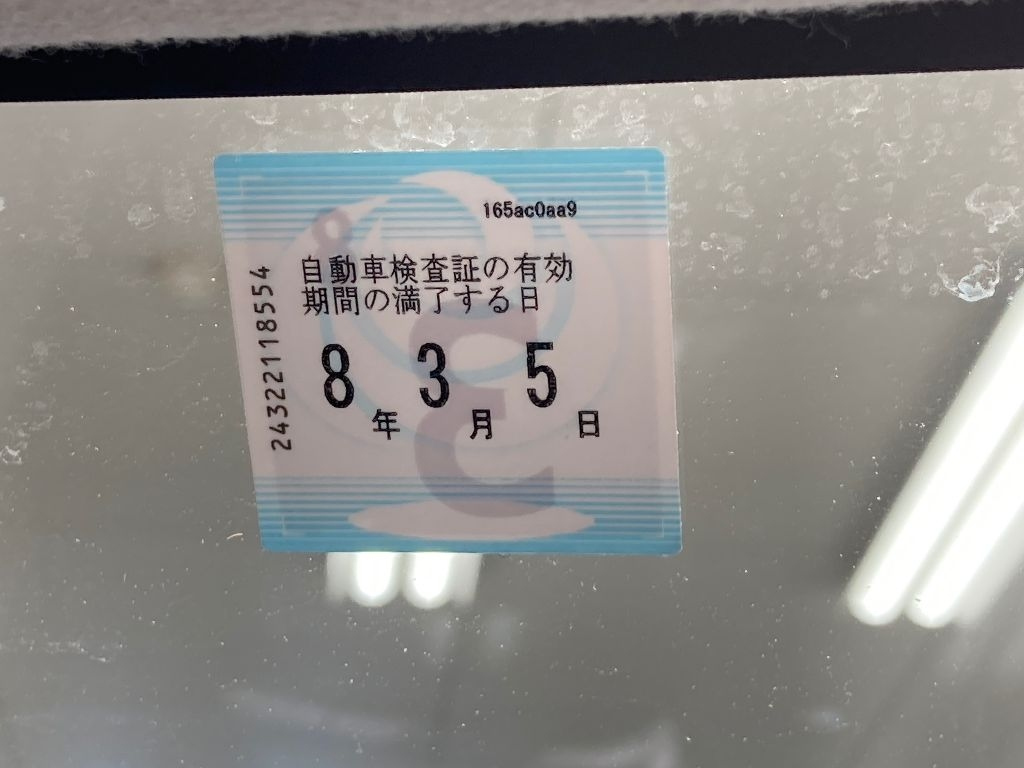 165ac0aa9
自動車検査証の有効
期間の満了する日
8年 3月 5日
243221185554